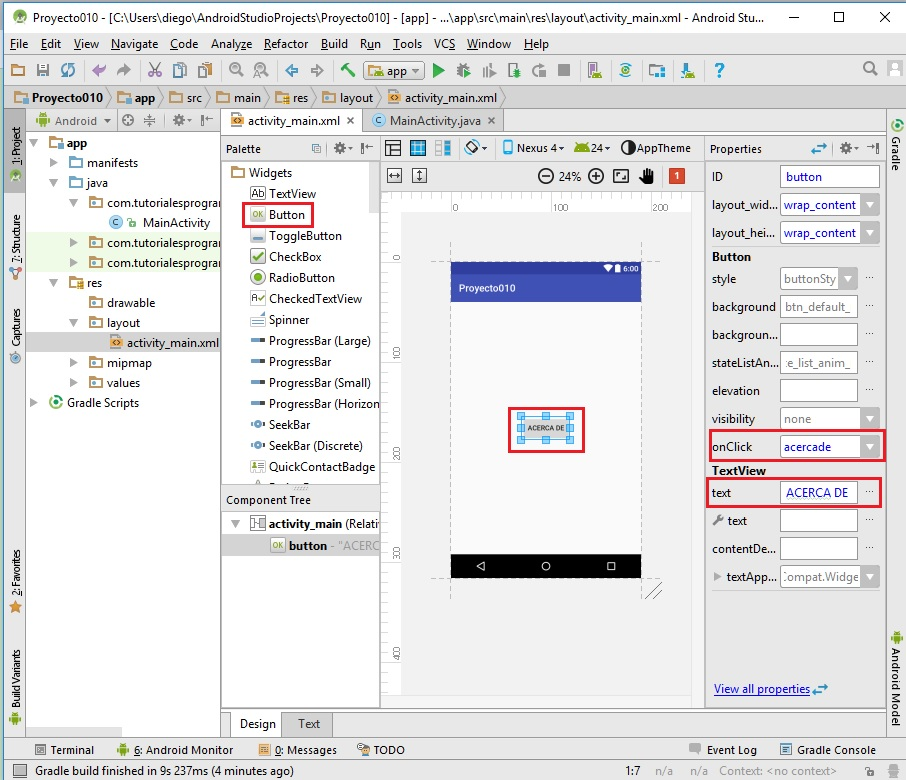 Proyecto010 - [C:\Users\diego\AndroidStudioProjects\Proyecto010] - [app] - ...\app\src\main\res\layout\activity_main.xml - Android Stu...
File Edit View Navigate Code Analyze Refactor Build Run Tools VCS Window Help
app
Proyecto010 app src main res layout activity_main.xml
1: Project
7: Structure
Captures
2: Favorites
Build Variants
Android
app
manifests
java
com.tutorialesprogran
MainActivity
com.tutorialesprogran
com.tutorialesprogran
res
drawable
layout
activity_main.xml
mipmap
values
Gradle Scripts
activity_main.xml MainActivity.java
Palette
Widgets
Ab TextView
OK Button
ToggleButton
CheckBox
RadioButton
CheckedTextView
Spinner
ProgressBar (Large)
ProgressBar
ProgressBar (Small)
ProgressBar (Horizon
SeekBar
SeekBar (Discrete)
QuickContactBadge
Component Tree
activity_main (Relati
OK button - "ACERC
Nexus 4 24 AppTheme
24% 1
0 100 200
0
100
200
300
400
6:00
Proyecto010
ACERCA DE
Properties
ID button
layout_wid... wrap_content
layout_hei... wrap_content
Button
style buttonSty ...
background btn_default_ ...
background... ...
stateListAn... :e_list_anim_ ...
elevation ...
visibility none
onClick acercade
TextView
text ACERCA DE ...
text ...
contentDe... ...
textApp... Compat.Widge
View all properties
Gradle
Android Model
Design Text
Terminal 6: Android Monitor 0: Messages TODO Event Log Gradle Console
Gradle build finished in 9s 237ms (4 minutes ago) 1:7 n/a n/a Context: <no context>